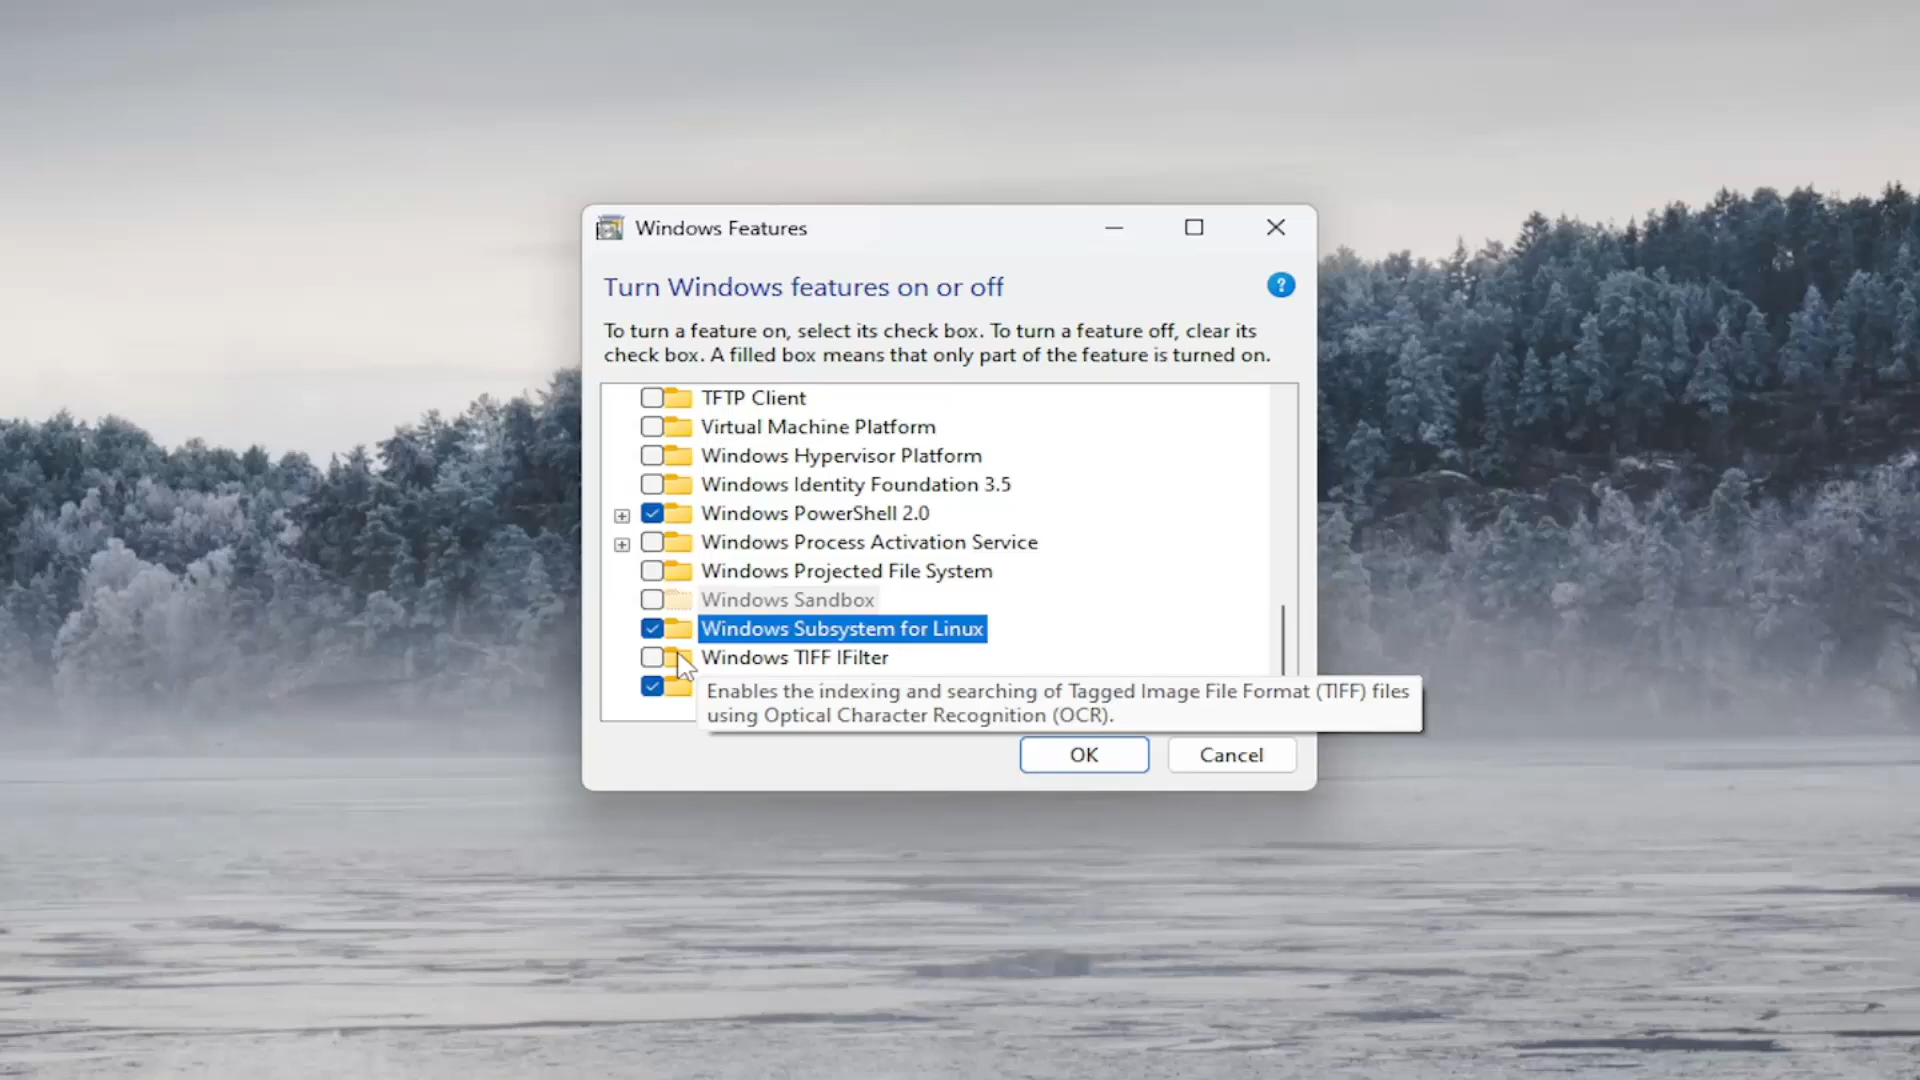 Windows Features
Turn Windows features on or off
?
To turn a feature on, select its check box. To turn a feature off, clear its
check box. A filled box means that only part of the feature is turned on.
TFTP Client
Virtual Machine Platform
Windows Hypervisor Platform
Windows Identity Foundation 3.5
Windows PowerShell 2.0
Windows Process Activation Service
Windows Projected File System
Windows Sandbox
Windows Subsystem for Linux
Windows TIFF IFilter
Enables the indexing and searching of Tagged Image File Format (TIFF) files
using Optical Character Recognition (OCR).
OK
Cancel